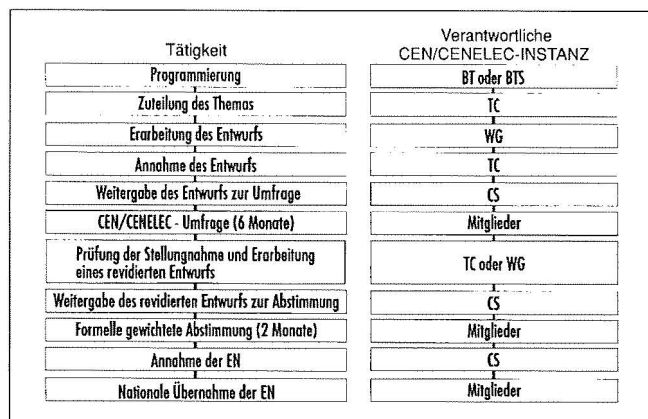 Tätigkeit
Verantwortliche
CEN/CENELEC-INSTANZ
Programmierung
BT oder BTS
Zuteilung des Themas
TC
Erarbeitung des Entwurfs
WG
Annahme des Entwurfs
TC
Weitergabe des Entwurfs zur Umfrage
CS
CEN/CENELEC - Umfrage (6 Monate)
Mitglieder
Prüfung der Stellungnahme und Erarbeitung
eines revidierten Entwurfs
TC oder WG
Weitergabe des revidierten Entwurfs zur Abstimmung
CS
Formelle gewichtete Abstimmung (2 Monate)
Mitglieder
Annahme der EN
CS
Nationale Übernahme der EN
Mitglieder